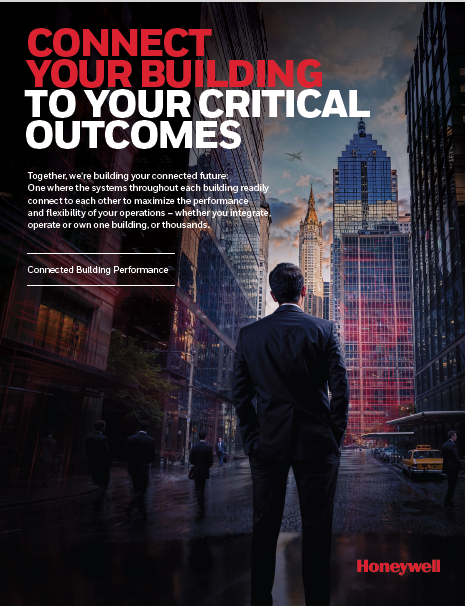 CONNECT
YOUR BUILDING
TO YOUR CRITICAL
OUTCOMES
Together, we're building your connected future:
One where the systems throughout each building readily
connect to each other to maximize the performance
and flexibility of your operations – whether you integrate,
operate or own one building, or thousands.
Connected Building Performance
Honeywell